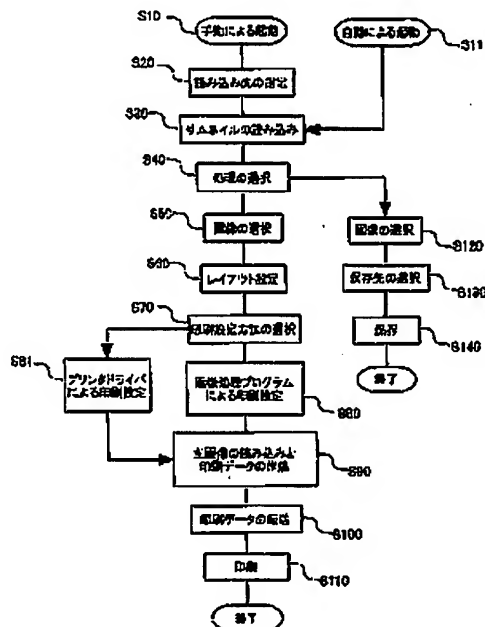 S10
手動による起動
自動による起動
S11
S20
読み込み先の設定
S30
サムネイルの読み込み
S40
処理の選択
S50
画像の選択
画像の選択
S120
S60
レイアウト設定
保存先の選択
S130
S70
印刷設定方法の選択
保存
S140
S81
プリンタドライバ
による印刷設定
画像処理プログラム
による印刷設定
S80
終了
主画像の読み込みと
印刷データの作成
S90
印刷データの転送
S100
印刷
S110
終了